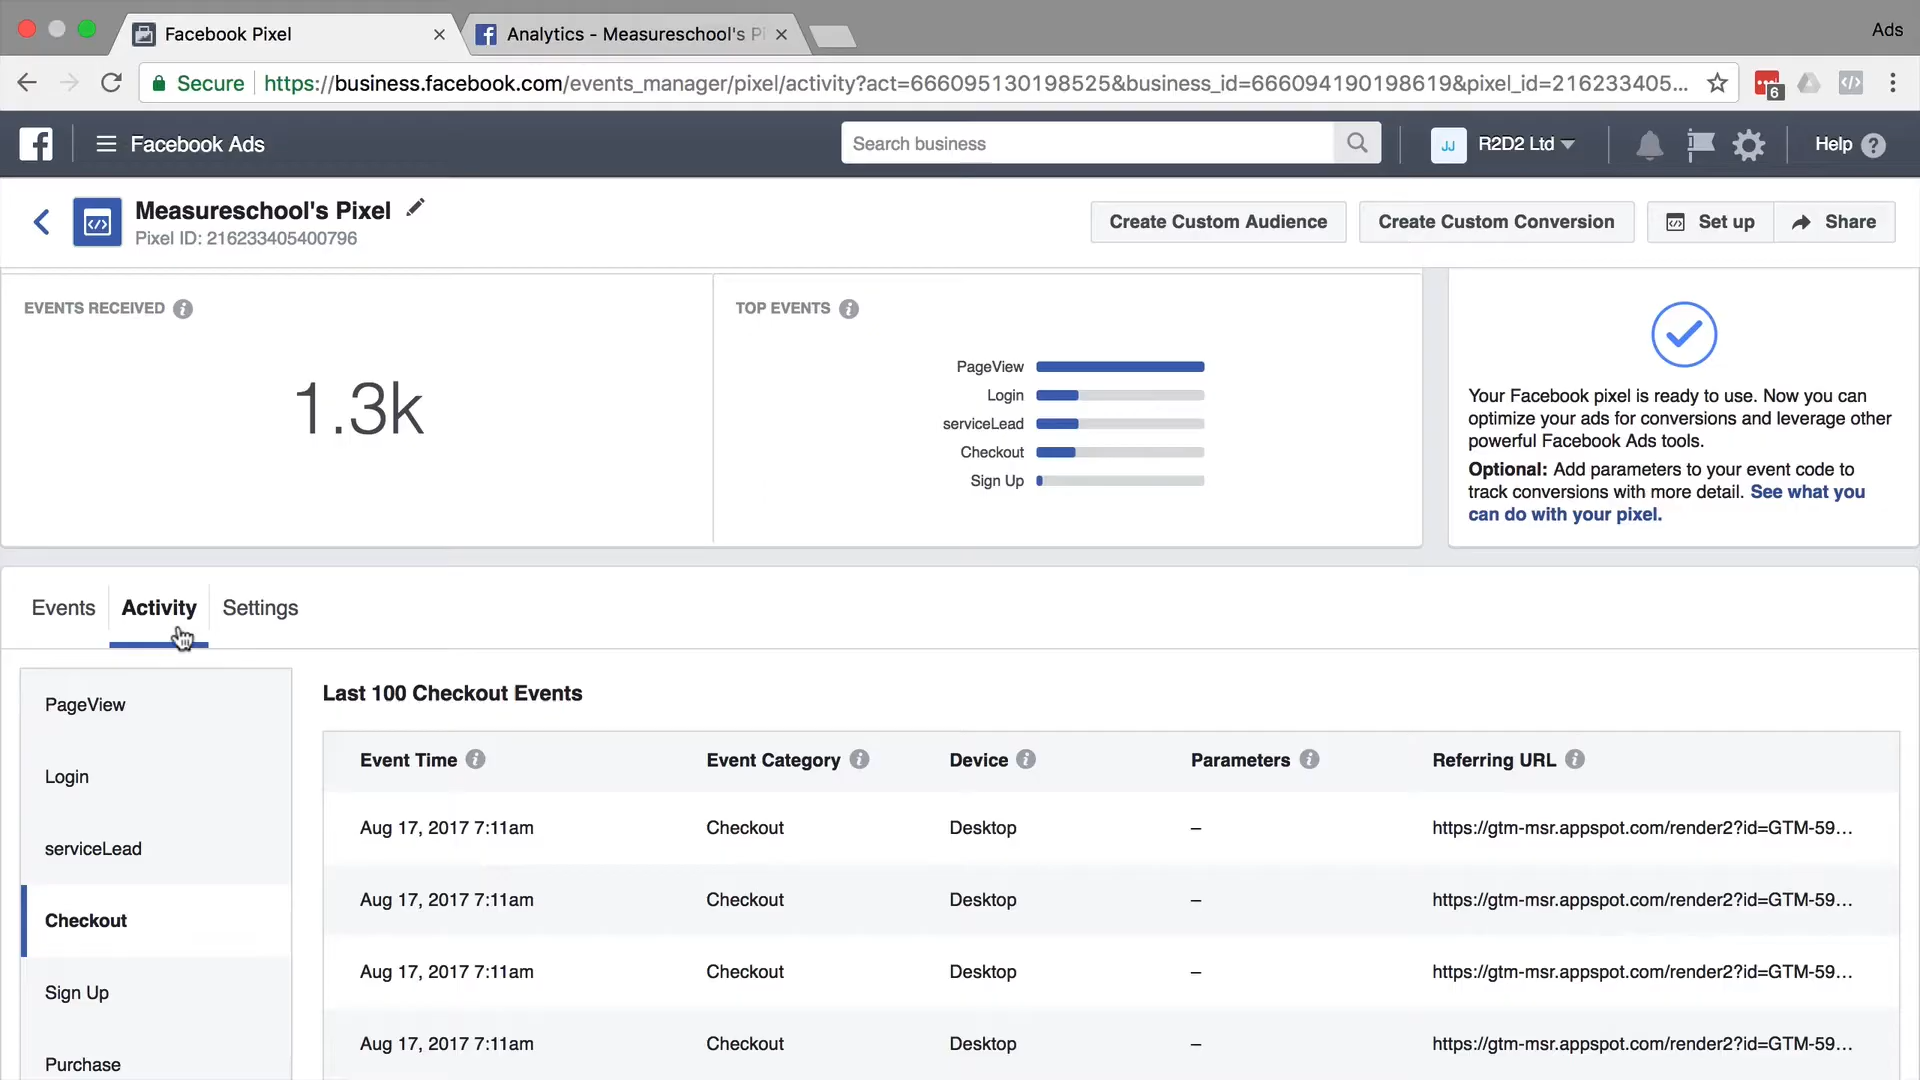 Facebook Pixel
Analytics - Measureschool's Pi
Ads
Secure
https://business.facebook.com/events_manager/pixel/activity?act=666095130198525&business_id=666094190198619&pixel_id=216233405...
6
Facebook Ads
Search business
JJ
R2D2 Ltd
Help
Measureschool's Pixel
Pixel ID: 216233405400796
Create Custom Audience
Create Custom Conversion
Set up
Share
EVENTS RECEIVED
1.3k
TOP EVENTS
PageView
Login
serviceLead
Checkout
Sign Up
Your Facebook pixel is ready to use. Now you can
optimize your ads for conversions and leverage other
powerful Facebook Ads tools.
Optional: Add parameters to your event code to
track conversions with more detail. See what you
can do with your pixel.
Events
Activity
Settings
PageView
Login
serviceLead
Checkout
Sign Up
Purchase
Last 100 Checkout Events
Event Time Event Category Device Parameters Referring URL
Aug 17, 2017 7:11am Checkout Desktop – https://gtm-msr.appspot.com/render2?id=GTM-59...
Aug 17, 2017 7:11am Checkout Desktop – https://gtm-msr.appspot.com/render2?id=GTM-59...
Aug 17, 2017 7:11am Checkout Desktop – https://gtm-msr.appspot.com/render2?id=GTM-59...
Aug 17, 2017 7:11am Checkout Desktop – https://gtm-msr.appspot.com/render2?id=GTM-59...